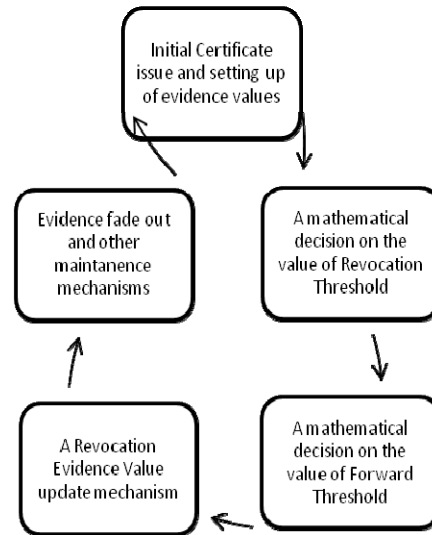 Initial Certificate
issue and setting up
of evidence values
A mathematical
decision on the
value of Revocation
Threshold
A mathematical
decision on the
value of Forward
Threshold
A Revocation
Evidence Value
update mechanism
Evidence fade out
and other
maintanence
mechanisms